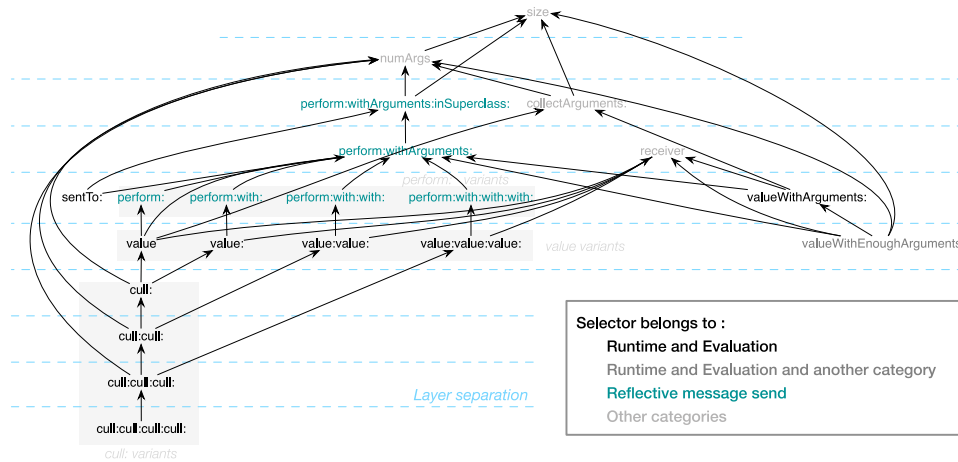 size
numArgs
perform:withArguments:inSuperclass:
collectArguments:
perform:withArguments:
receiver
perform: variants
sentTo:
perform:
perform:with:
perform:with:with:
perform:with:with:with:
valueWithArguments:
value
value:
value:value:
value:value:value:
value variants
valueWithEnoughArguments
cull:
cull:cull:
cull:cull:cull:
cull:cull:cull:cull:
cull: variants
Layer separation
Selector belongs to :
Runtime and Evaluation
Runtime and Evaluation and another category
Reflective message send
Other categories